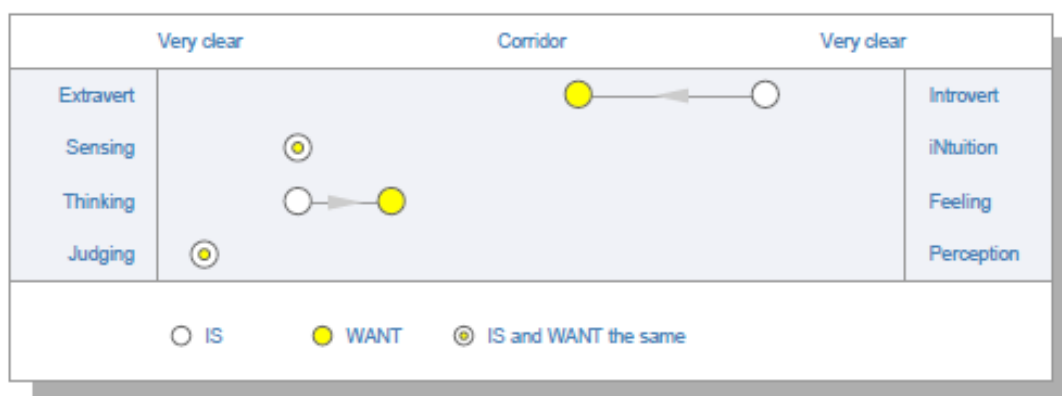 Very clear Corridor Very clear
Extravert Introvert
Sensing iNtuition
Thinking Feeling
Judging Perception
IS WANT IS and WANT the same